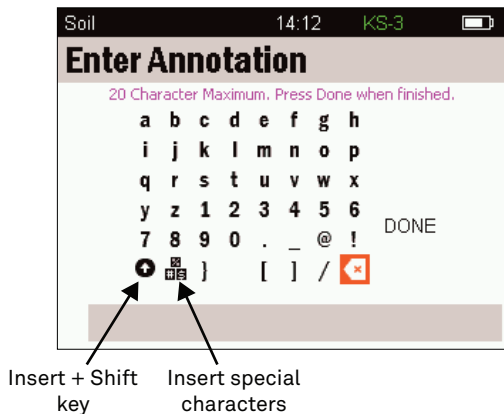 Soil 14:12 KS-3
Enter Annotation
20 Character Maximum. Press Done when finished.
a b c d e f g h
i j k l m n o p
q r s t u v w x
y z 1 2 3 4 5 6
DONE
7 8 9 0 . _ @ !
% # $ } [ ] / ×
Insert + Shift key
Insert special characters